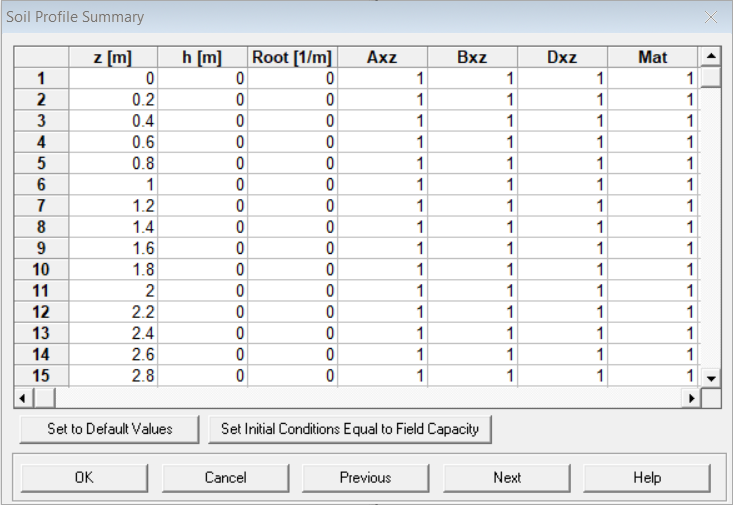 Soil Profile Summary
z [m] h [m] Root [1/m] Axz Bxz Dxz Mat
1 0 0 0 1 1 1 1
2 0.2 0 0 1 1 1 1
3 0.4 0 0 1 1 1 1
4 0.6 0 0 1 1 1 1
5 0.8 0 0 1 1 1 1
6 1 0 0 1 1 1 1
7 1.2 0 0 1 1 1 1
8 1.4 0 0 1 1 1 1
9 1.6 0 0 1 1 1 1
10 1.8 0 0 1 1 1 1
11 2 0 0 1 1 1 1
12 2.2 0 0 1 1 1 1
13 2.4 0 0 1 1 1 1
14 2.6 0 0 1 1 1 1
15 2.8 0 0 1 1 1 1
Set to Default Values Set Initial Conditions Equal to Field Capacity
OK Cancel Previous Next Help